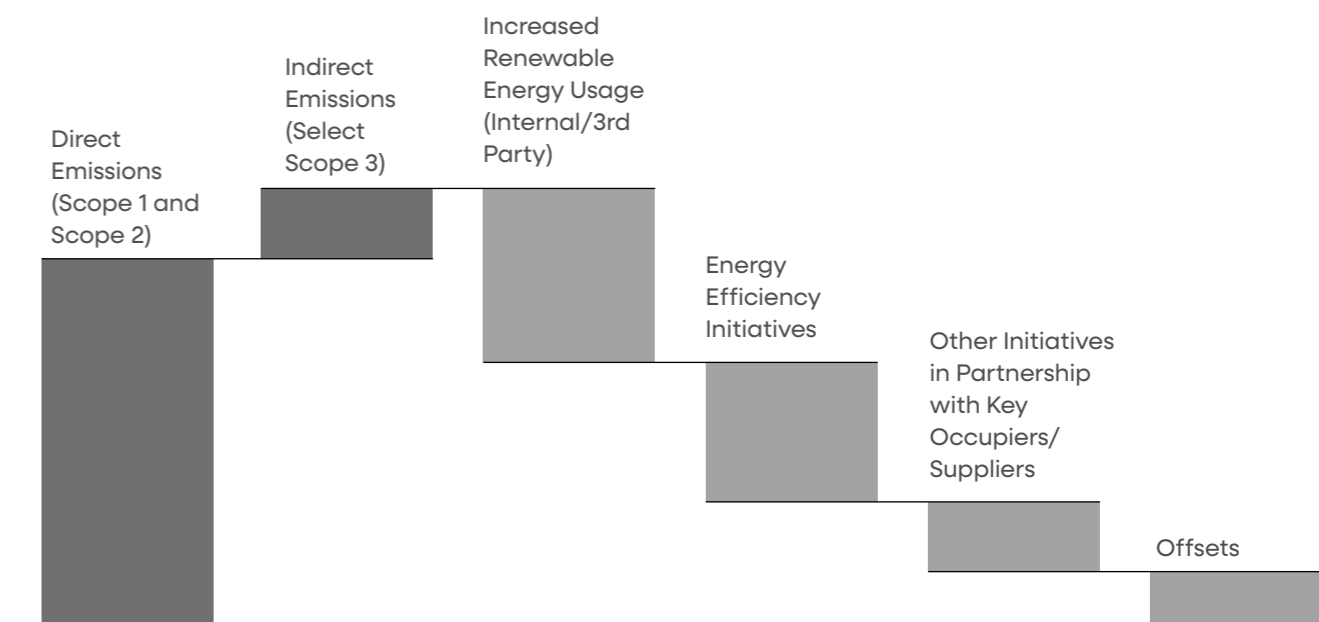 Direct
Emissions
(Scope 1 and
Scope 2)
Indirect
Emissions
(Select
Scope 3)
Increased
Renewable
Energy Usage
(Internal/3rd
Party)
Energy
Efficiency
Initiatives
Other Initiatives
in Partnership
with Key
Occupiers/
Suppliers
Offsets